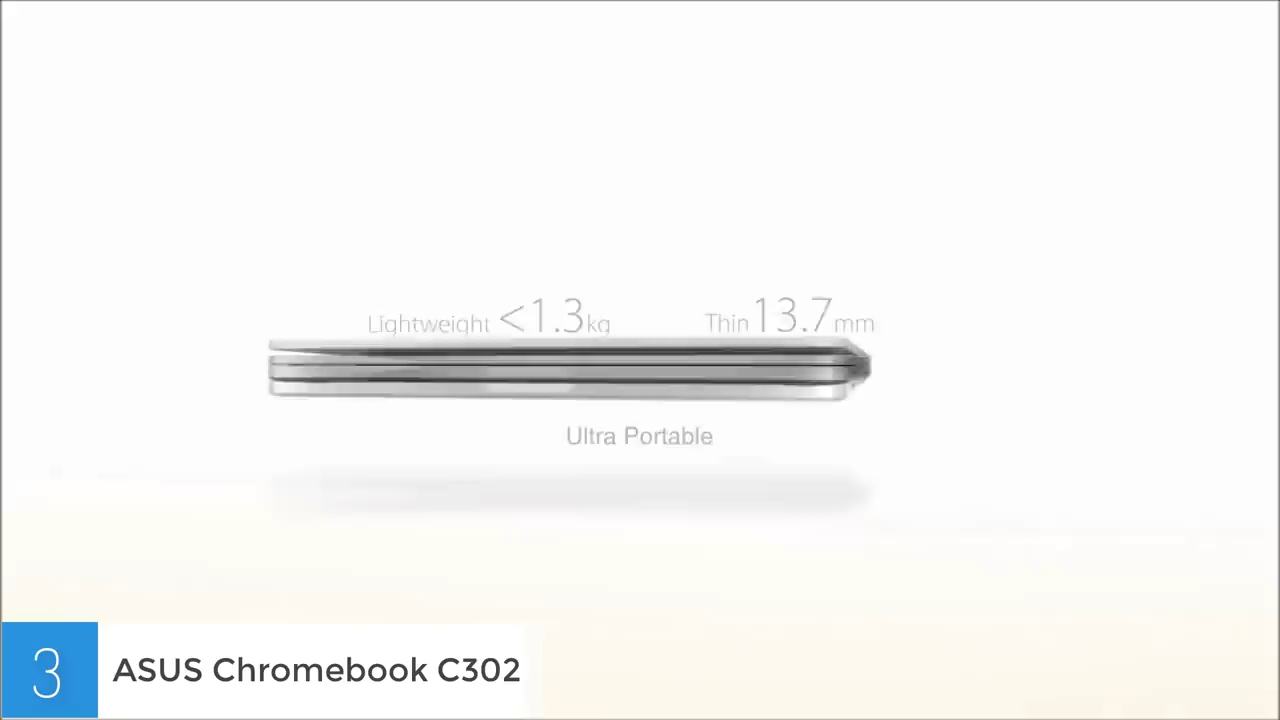 Lightweight <1.3kg Thin 13.7mm
Ultra Portable
3 ASUS Chromebook C302